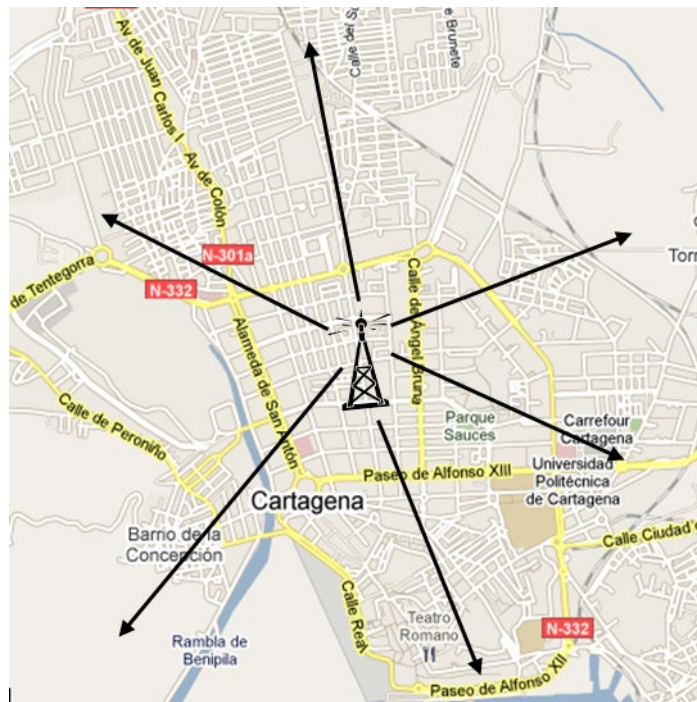 Av de Juan Carlos I
Calle del S
e Brunete
Av de Colón
N-301a
de Tentegorra
N-332
Torr
Calle de Ángel Bruna
Alameda de San Antón
Calle de Peroniño
Parque
Sauces
Carrefour
Cartagena
Paseo de Alfonso XIII
Universidad
Politécnica
de Cartagena
Cartagena
Barrio de la
Concepción
Calle Ciudad
Calle Real
Teatro
Romano
N-332
Rambla de
Benipila
Paseo de Alfonso XII